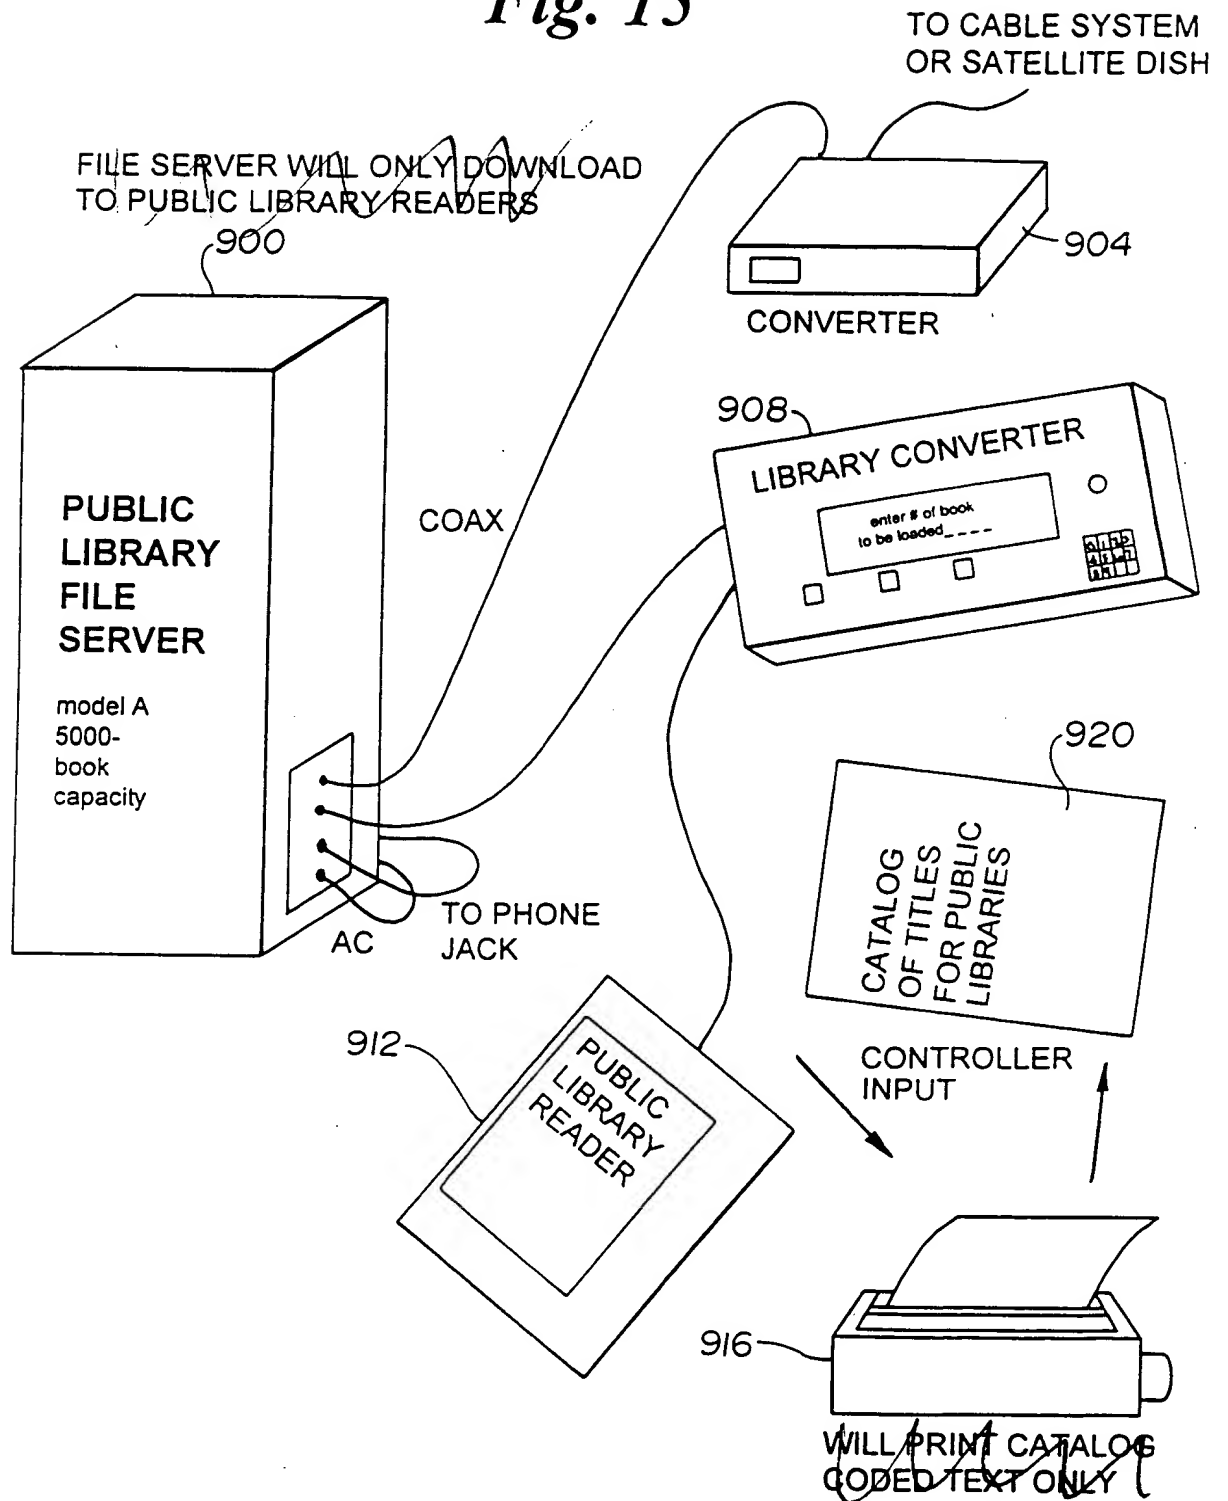 Fig. 15
TO CABLE SYSTEM
OR SATELLITE DISH
FILE SERVER WILL ONLY DOWNLOAD
TO PUBLIC LIBRARY READERS
900
904
CONVERTER
908
LIBRARY CONVERTER
enter # of book
to be loaded_ _ _ _
COAX
PUBLIC
LIBRARY
FILE
SERVER
model A
5000-
book
capacity
AC
TO PHONE
JACK
920
CATALOG
OF TITLES
FOR PUBLIC
LIBRARIES
912
PUBLIC
LIBRARY
READER
CONTROLLER
INPUT
916
WILL PRINT CATALOG
CODED TEXT ONLY